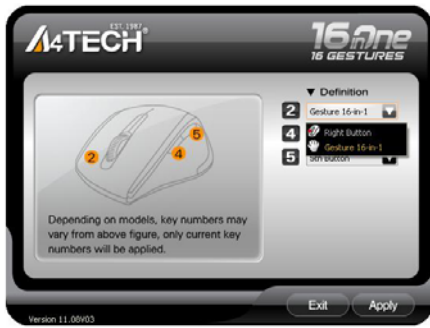 EST. 1987
A4TECH
16 in One
16 GESTURES
Definition
2
Gesture 16-in-1
4
Right Button
Gesture 16-in-1
5
5th Button
5
2
4
Depending on models, key numbers may
vary from above figure, only current key
numbers will be applied.
Exit
Apply
Version 11.08V03